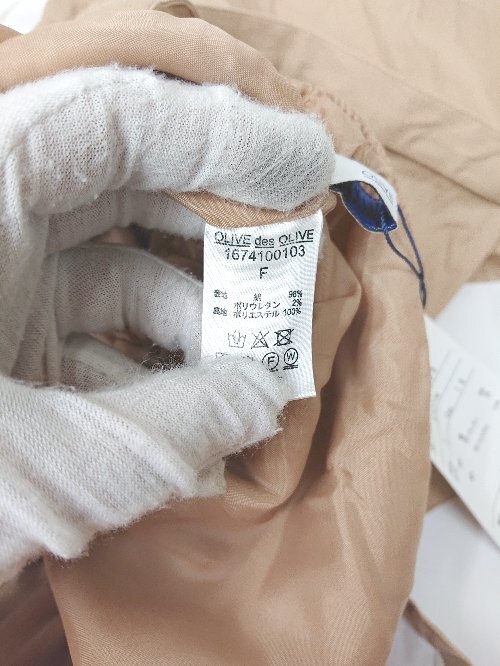 OLIVE des OLIVE
1674100103
F
表地 綿 98%
ポリウレタン 2%
裏地 ポリエステル 100%
F W